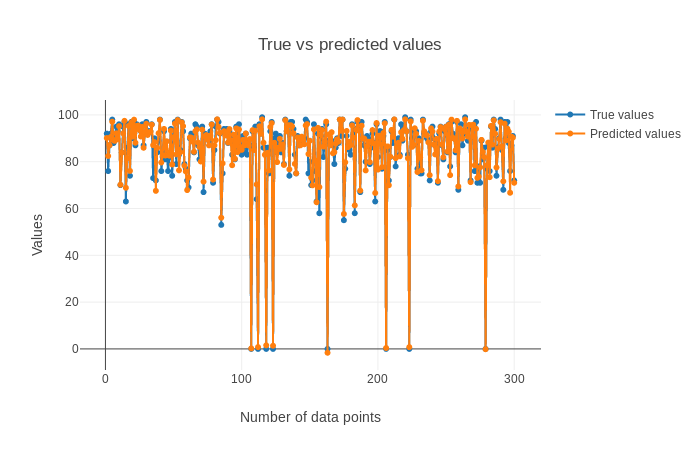 True vs predicted values
True values
Predicted values
100
80
60
40
20
0
Values
0
100
200
300
Number of data points